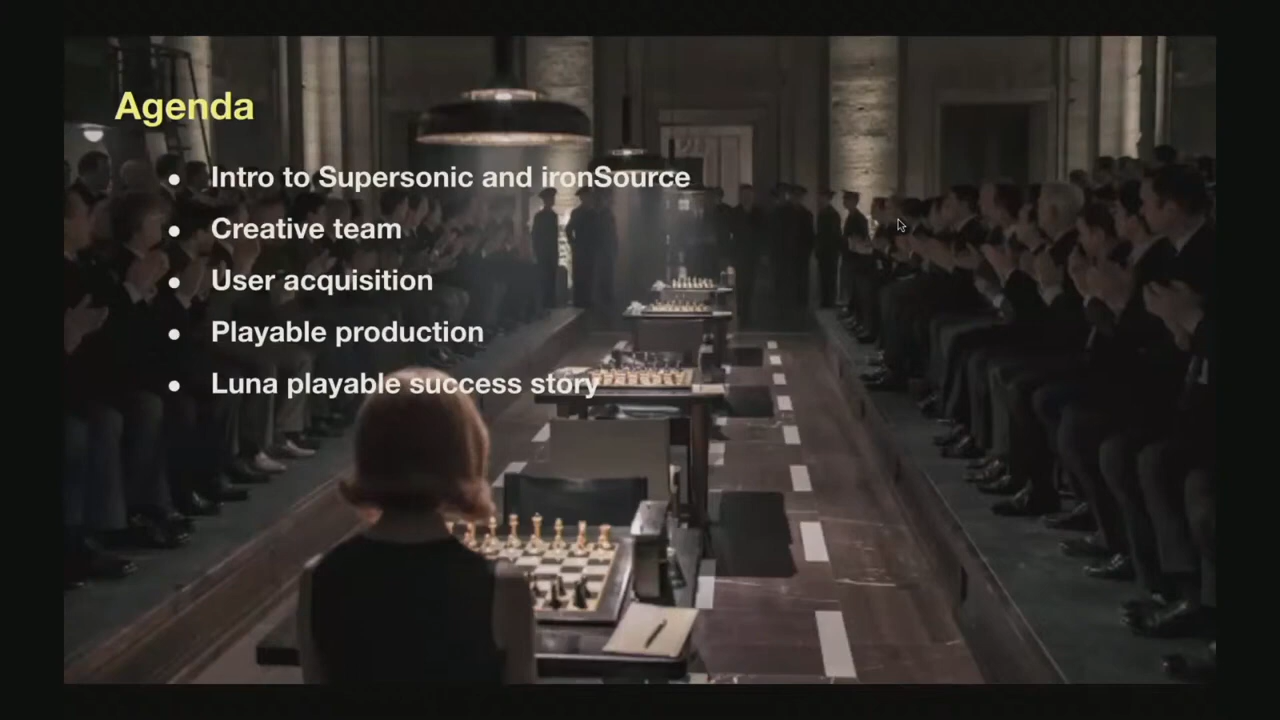 Agenda
• Intro to Supersonic and ironSource
• Creative team
• User acquisition
• Playable production
• Luna playable success story